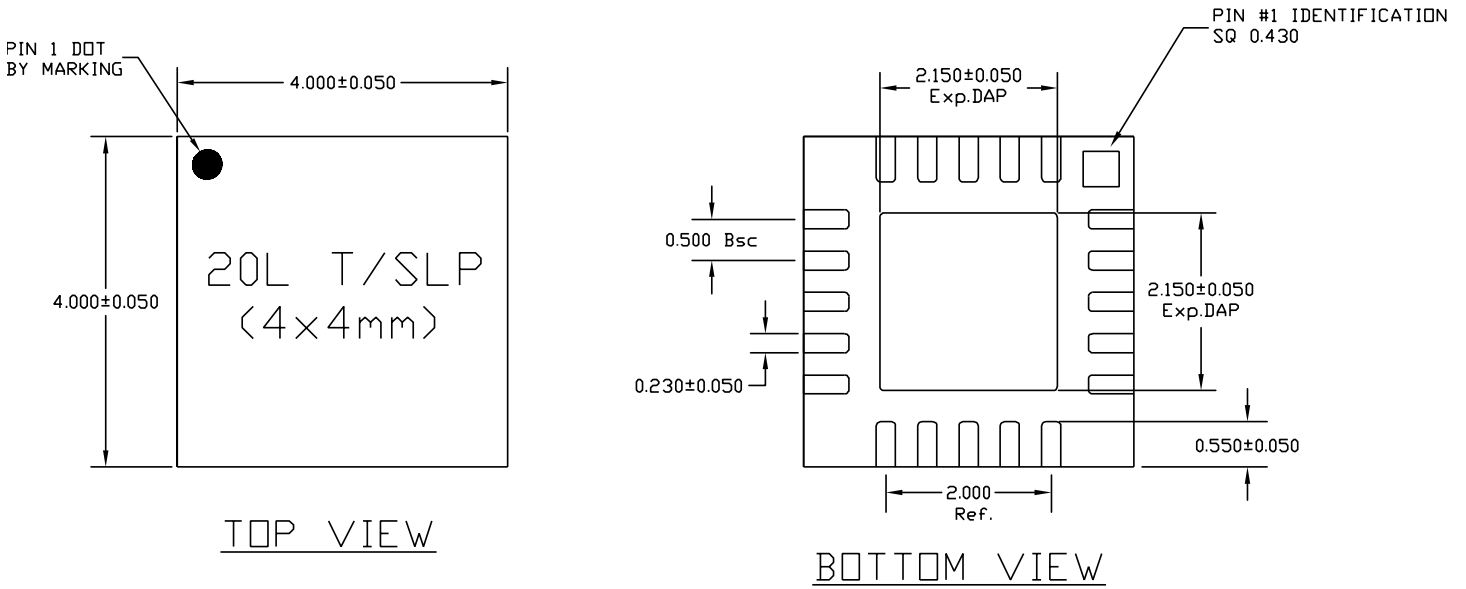 PIN 1 DOT
BY MARKING
4.000±0.050
4.000±0.050
20L T/SLP
(4x4mm)
TOP VIEW
PIN #1 IDENTIFICATION
SQ 0.430
2.150±0.050
Exp.DAP
0.500 Bsc
0.230±0.050
2.150±0.050
Exp.DAP
0.550±0.050
2.000
Ref.
BOTTOM VIEW